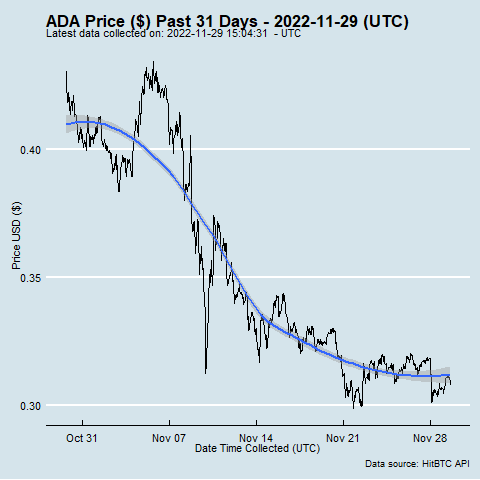 ADA Price ($) Past 31 Days - 2022-11-29 (UTC)
Latest data collected on: 2022-11-29 15:04:31 - UTC
0.40
0.35
0.30
Price USD ($)
Oct 31 Nov 07 Nov 14 Nov 21 Nov 28
Date Time Collected (UTC)
Data source: HitBTC API